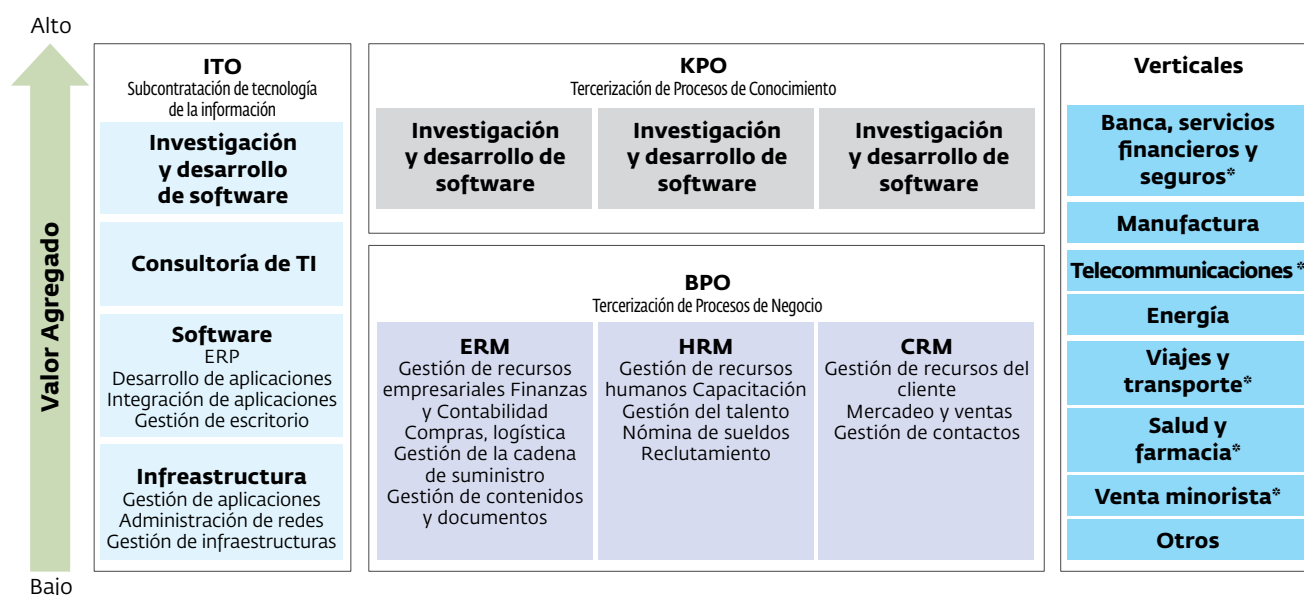 Alto
Valor Agregado
Bajo
ITO
Subcontratación de tecnología
de la información
Investigación
y desarrollo
de software
Consultoría de TI
Software
ERP
Desarrollo de aplicaciones
Integración de aplicaciones
Gestión de escritorio
Infreastructura
Gestión de aplicaciones
Administración de redes
Gestión de infraestructuras
KPO
Tercerización de Procesos de Conocimiento
Investigación
y desarrollo de
software
Investigación
y desarrollo de
software
Investigación
y desarrollo de
software
BPO
Tercerización de Procesos de Negocio
ERM
Gestión de recursos
empresariales Finanzas
y Contabilidad
Compras, logística
Gestión de la cadena
de suministro
Gestión de contenidos
y documentos
HRM
Gestión de recursos
humanos Capacitación
Gestión del talento
Nómina de sueldos
Reclutamiento
CRM
Gestión de recursos del
cliente
Mercadeo y ventas
Gestión de contactos
Verticales
Banca, servicios
financieros y
seguros*
Manufactura
Telecommunicaciones *
Energía
Viajes y
transporte*
Salud y
farmacia*
Venta minorista*
Otros